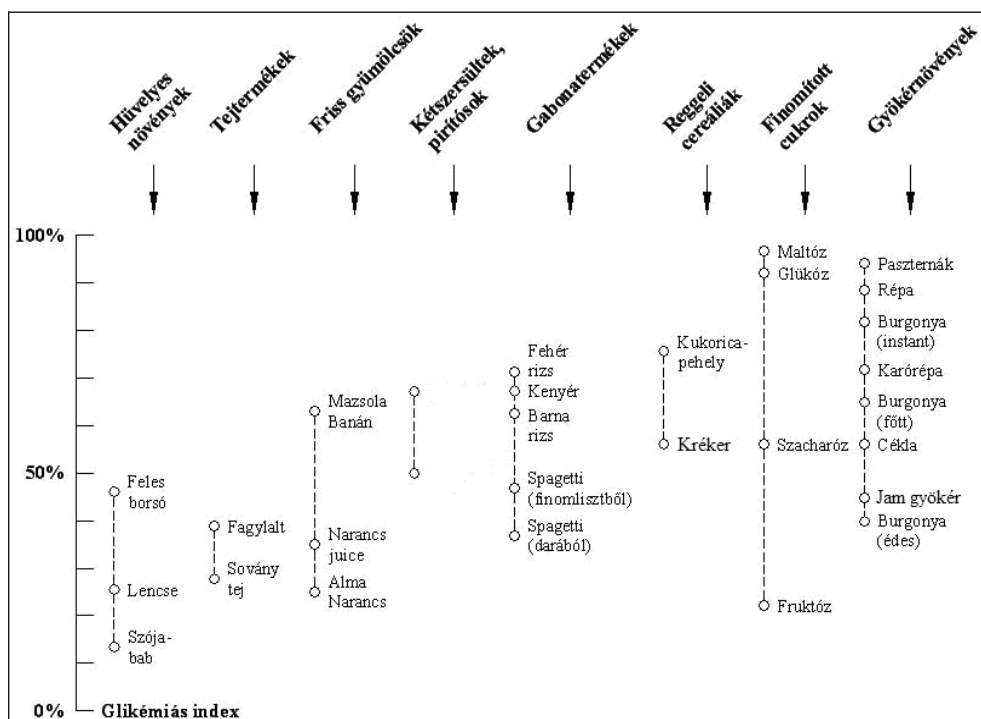 Hüvelyes
növények
Tejtermékek
Friss gyümölcsök
Kétszersültek,
pirítósok
Gabonatermékek
Reggeli
cereáliák
Finomított
cukrok
Gyökérnövények
100%
50%
0%
Glikémiás index
Feles
borsó
Lencse
Szója-
bab
Fagylalt
Sovány
tej
Mazsola
Banán
Narancs
juice
Alma
Narancs
Fehér
rizs
Kenyér
Barna
rizs
Spagetti
(finomlisztből)
Spagetti
(darából)
Kukorica-
pehely
Kréker
Maltóz
Glükóz
Szacharóz
Fruktóz
Paszternák
Répa
Burgonya
(instant)
Karórépa
Burgonya
(főtt)
Cékla
Jam gyökér
Burgonya
(édes)